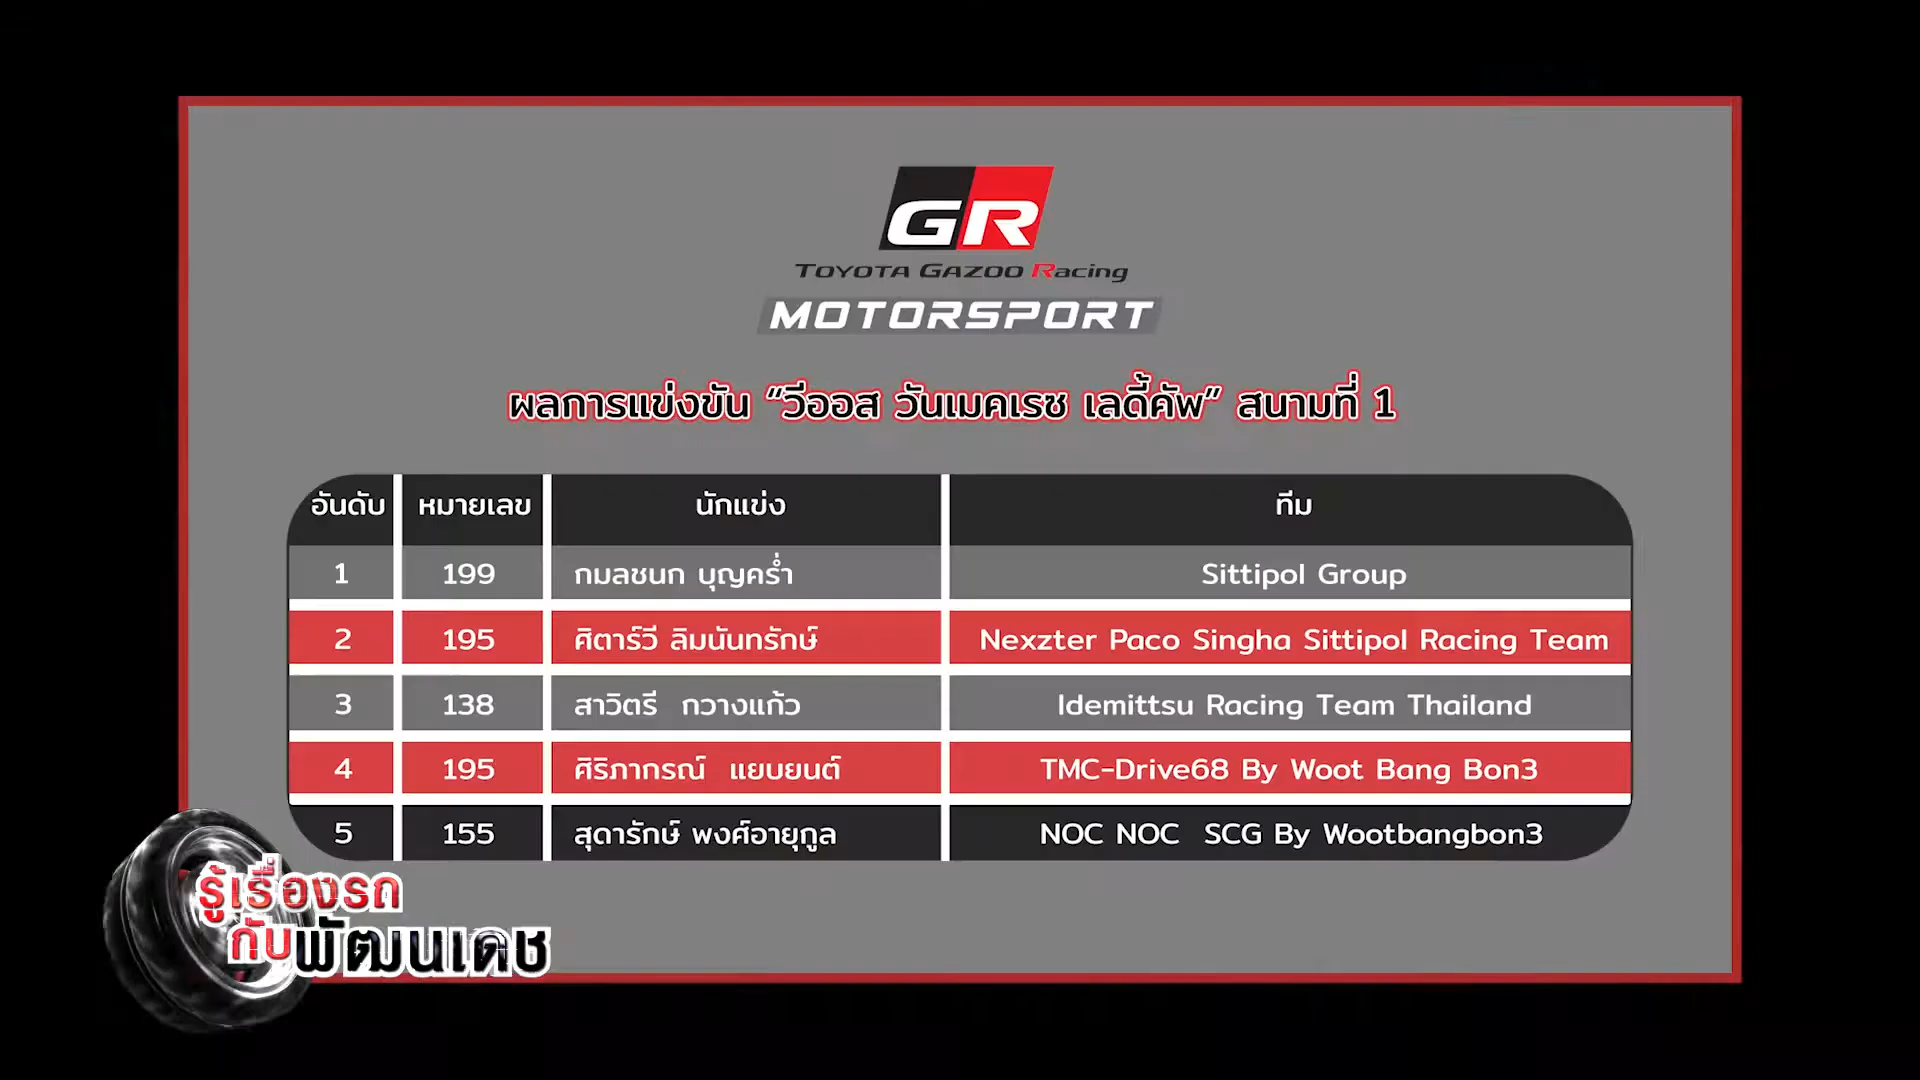 GR
TOYOTA GAZOO Racing
MOTORSPORT
ผลการแข่งขัน “วีออส วันเมคเรซ เลดี้คัพ” สนามที่ 1
อันดับ หมายเลข นักแข่ง ทีม
1 199 กมลชนก บุญคร่ำ Sittipol Group
2 195 ศิตาร์วี ลิมนันทรักษ์ Nexzter Paco Singha Sittipol Racing Team
3 138 สาวิตรี กวางแก้ว Idemittsu Racing Team Thailand
4 195 ศิริภากรณ์ แยบยนต์ TMC-Drive68 By Woot Bang Bon3
5 155 สุดารักษ์ พงศ์อายุกูล NOC NOC SCG By Wootbangbon3
รู้เรื่องรถ
กับพัฒนเดช